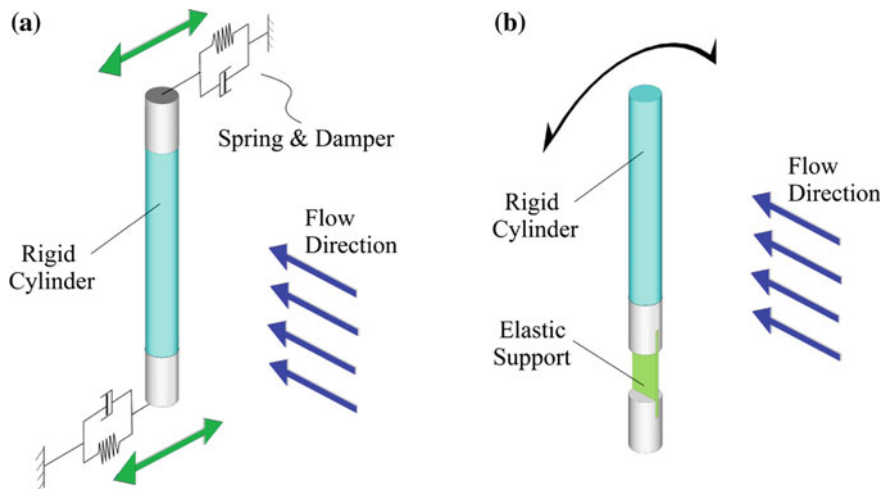 (a)
Spring & Damper
Flow
Direction
Rigid
Cylinder
(b)
Flow
Direction
Rigid
Cylinder
Elastic
Support